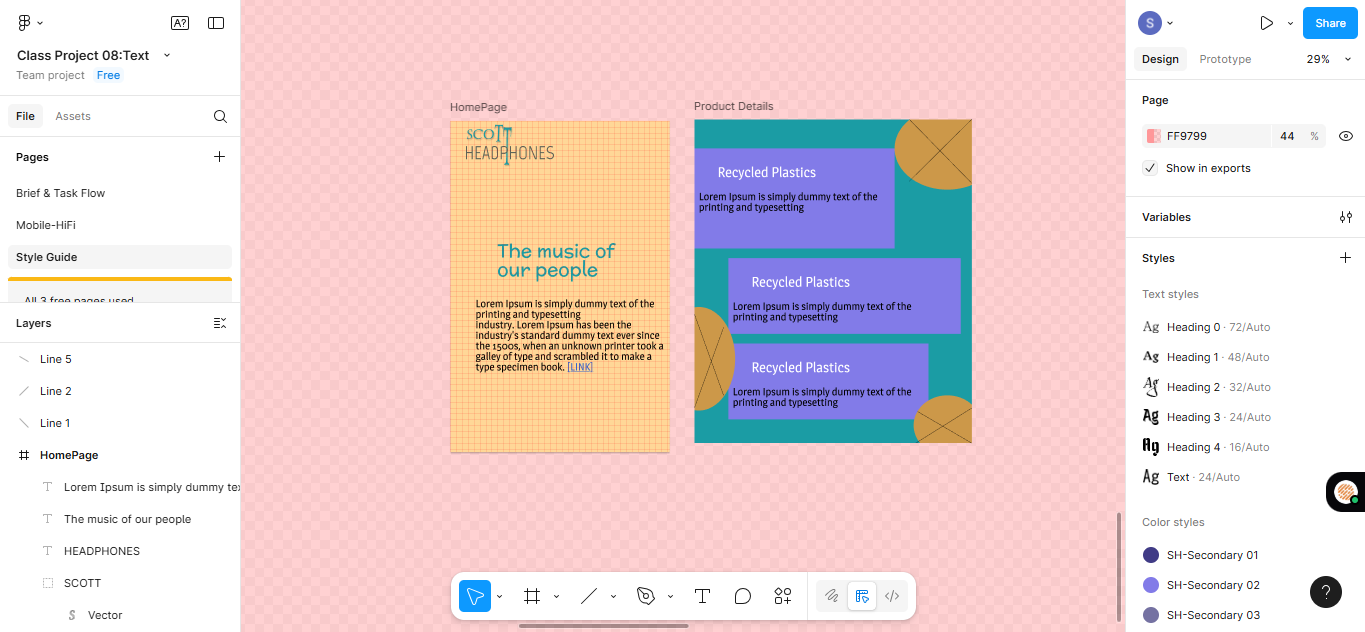 A?
Class Project 08:Text
Team project Free
File Assets
Pages
Brief & Task Flow
Mobile-HiFi
Style Guide
All 3 free pages used
Layers
Line 5
Line 2
Line 1
HomePage
Lorem Ipsum is simply dummy te
The music of our people
HEADPHONES
SCOTT
Vector
HomePage
SCOTT
HEADPHONES
The music of
our people
Lorem Ipsum is simply dummy text of the
printing and typesetting
industry. Lorem Ipsum has been the
industry's standard dummy text ever since
the 1500s, when an unknown printer took a
galley of type and scrambled it to make a
type specimen book. [LINK]
Product Details
Recycled Plastics
Lorem Ipsum is simply dummy text of the
printing and typesetting
Recycled Plastics
Lorem Ipsum is simply dummy text of the
printing and typesetting
Recycled Plastics
Lorem Ipsum is simply dummy text of the
printing and typesetting
S
Share
Design Prototype 29%
Page
FF9799 44 %
Show in exports
Variables
Styles
Text styles
Ag Heading 0 · 72/Auto
Ag Heading 1 · 48/Auto
Ag Heading 2 · 32/Auto
Ag Heading 3 · 24/Auto
Ag Heading 4 · 16/Auto
Ag Text · 24/Auto
Color styles
SH-Secondary 01
SH-Secondary 02
SH-Secondary 03
?